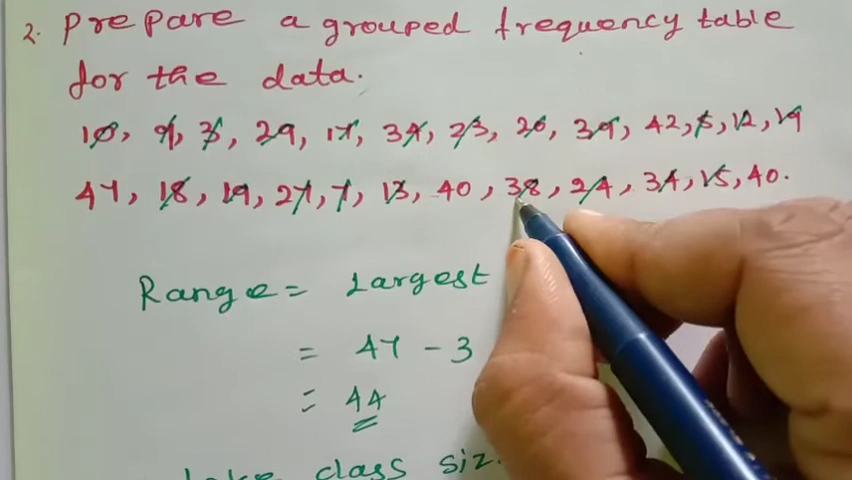 2. Prepare a grouped frequency table
for the data.
10, 9, 3, 29, 17, 34, 23, 20, 39, 42, 5, 12, 19
47, 18, 19, 27, 7, 13, 40, 38, 24, 34, 15, 40.
Range = Largest
= 47 - 3
= 44
take class siz